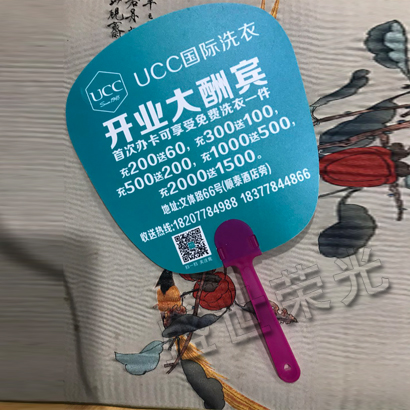 UCC
UCC国际洗衣
开业大酬宾
首次办卡可享受免费洗衣一件
充200送60,充300送100,
充500送200,充1000送500,
充2000送1500。
地址:文体路66号(顺泰酒店旁)
收送热线:18207784988 18377844866